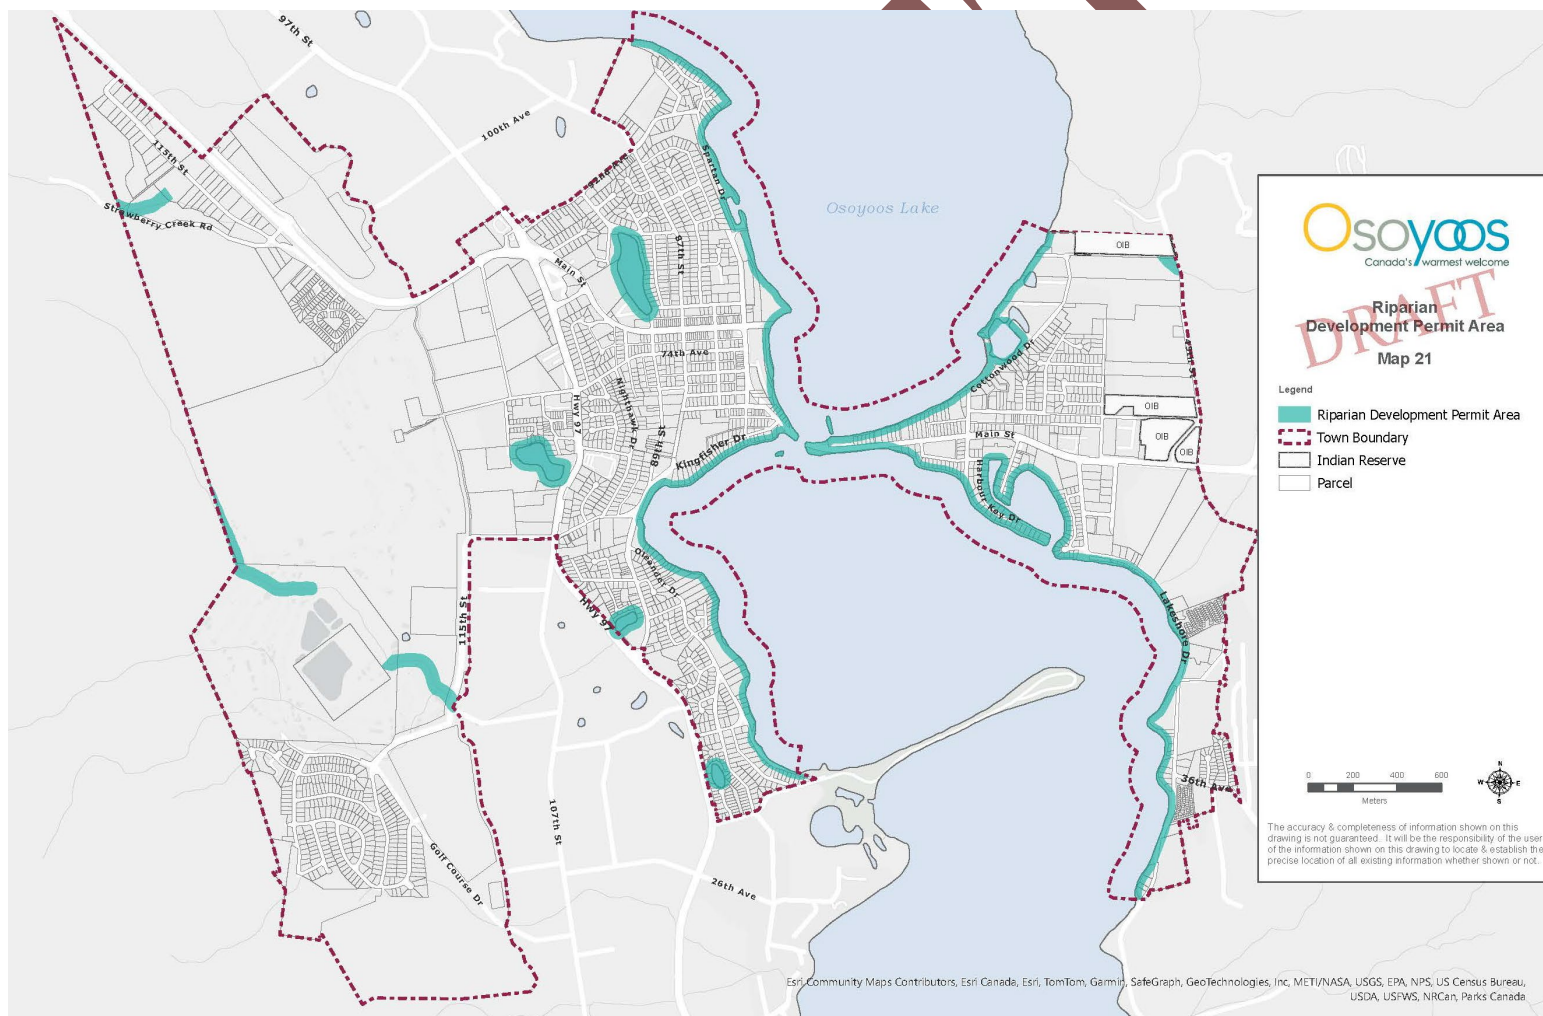 97th St
100th Ave
115th St
92nd Ave
Spartan Dr
Strawberry Creek Rd
Osoyoos Lake
87th St
Main St
OIB
74th Ave
Cottonwood Dr
45th St
Nighthawk Dr
Hwy 97
89th St
Kingfisher Dr
OIB
Main St
OIB
OIB
Harbour Key Dr
Oleander Dr
Hwy 97
115th St
Lakeshore Dr
36th Ave
107th St
Golf Course Dr
26th Ave
Osoyoos
Canada's warmest welcome
DRAFT
Riparian
Development Permit Area
Map 21
Legend
Riparian Development Permit Area
Town Boundary
Indian Reserve
Parcel
0 200 400 600
Meters
N
W E
S
The accuracy & completeness of information shown on this
drawing is not guaranteed. It will be the responsibility of the user
of the information shown on this drawing to locate & establish the
precise location of all existing information whether shown or not.
Esri Community Maps Contributors, Esri Canada, Esri, TomTom, Garmin, SafeGraph, GeoTechnologies, Inc, METI/NASA, USGS, EPA, NPS, US Census Bureau,
USDA, USFWS, NRCan, Parks Canada